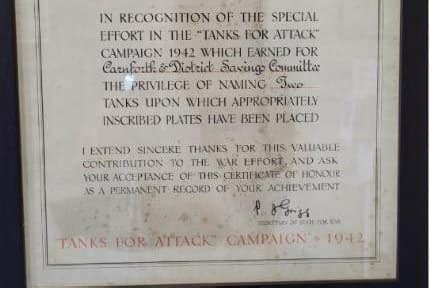 IN RECOGNITION OF THE SPECIAL
EFFORT IN THE "TANKS FOR ATTACK"
CAMPAIGN 1942 WHICH EARNED FOR
Carnforth & District Savings Committee
THE PRIVILEGE OF NAMING Two
TANKS UPON WHICH APPROPRIATELY
INSCRIBED PLATES HAVE BEEN PLACED
I EXTEND SINCERE THANKS FOR THIS VALUABLE
CONTRIBUTION TO THE WAR EFFORT, AND ASK
YOUR ACCEPTANCE OF THIS CERTIFICATE OF HONOUR
AS A PERMANENT RECORD OF YOUR ACHIEVEMENT
P. J. Grigg
SECRETARY OF STATE FOR WAR
"TANKS FOR ATTACK" CAMPAIGN • 1942